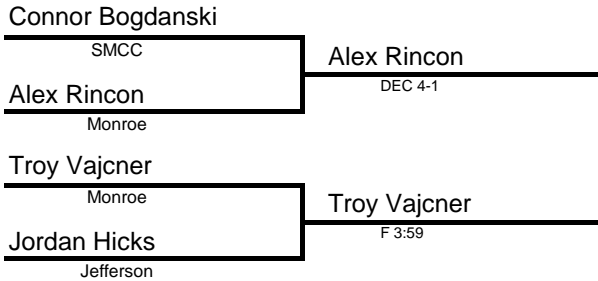 Connor Bogdanski
SMCC
Alex Rincon
DEC 4-1
Alex Rincon
Monroe
Troy Vajcner
Monroe
Troy Vajcner
F 3:59
Jordan Hicks
Jefferson